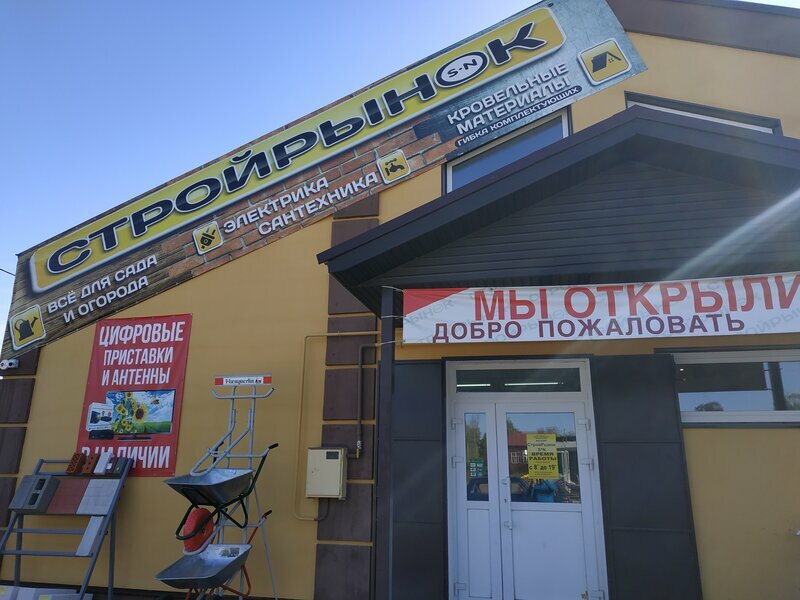 СТРОЙРЫНОК
S-N
КРОВЕЛЬНЫЕ
МАТЕРИАЛЫ
ГИБКА КОМПЛЕКТУЮЩИХ
ЭЛЕКТРИКА
САНТЕХНИКА
ВСЁ ДЛЯ САДА
И ОГОРОДА
МЫ ОТКРЫЛИ
ДОБРО ПОЖАЛОВАТЬ
ЦИФРОВЫЕ
ПРИСТАВКИ
И АНТЕННЫ
В НАЛИЧИИ
СтройРынок
ВРЕМЯ
РАБОТЫ
с 8 до 19